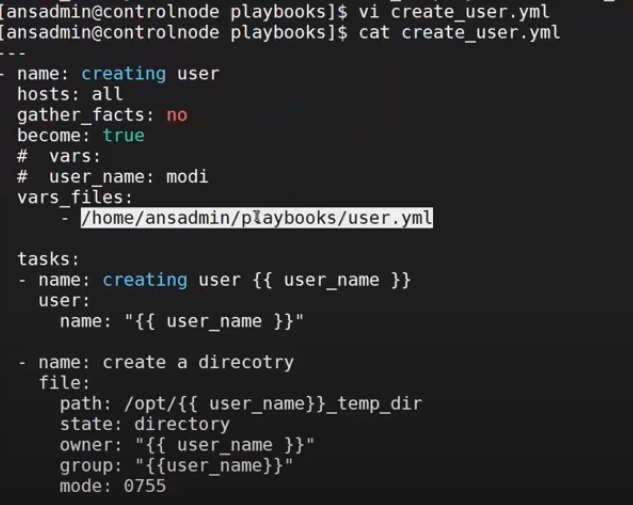 [ansadmin@controlnode playbooks]$ vi create_user.yml
[ansadmin@controlnode playbooks]$ cat create_user.yml
---
- name: creating user
  hosts: all
  gather_facts: no
  become: true
  #  vars:
  #  user_name: modi
  vars_files:
      - /home/ansadmin/playbooks/user.yml

  tasks:
  - name: creating user {{ user_name }}
    user:
      name: "{{ user_name }}"

  - name: create a direcotry
    file:
      path: /opt/{{ user_name}}_temp_dir
      state: directory
      owner: "{{ user_name }}"
      group: "{{user_name}}"
      mode: 0755